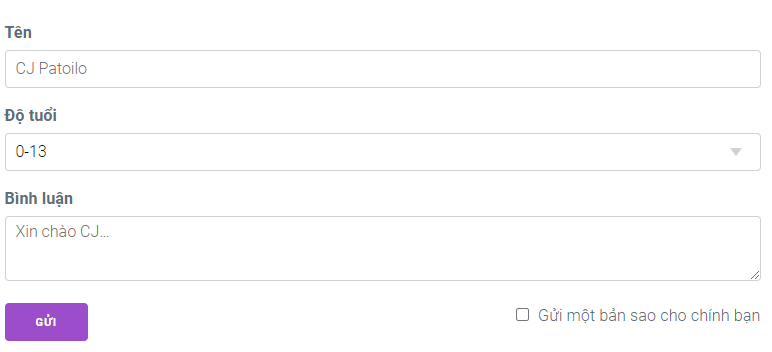 Tên
CJ Patoilo
Độ tuổi
0-13
Bình luận
Xin chào CJ...
GỬI
Gửi một bản sao cho chính bạn